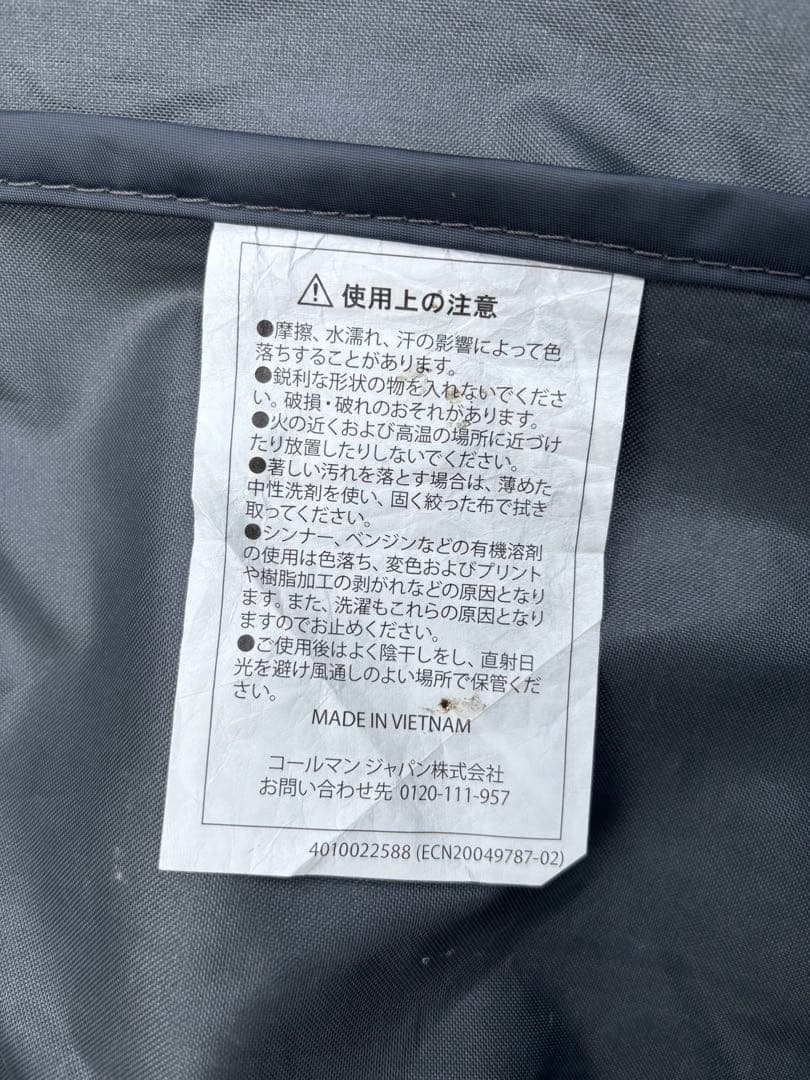 使用上の注意
●摩擦、水濡れ、汗の影響によって色
落ちすることがあります。
●鋭利な形状の物を入れないでくださ
い。破損・破れのおそれがあります。
●火の近くおよび高温の場所に近づけ
たり放置したりしないでください。
●著しい汚れを落とす場合は、薄めた
中性洗剤を使い、固く絞った布で拭き
取ってください。
●シンナー、ベンジンなどの有機溶剤
の使用は色落ち、変色およびプリント
や樹脂加工の剥がれなどの原因となり
ます。また、洗濯もこれらの原因となり
ますのでお止めください。
●ご使用後はよく陰干しをし、直射日
光を避け風通しのよい場所で保管くだ
さい。
MADE IN VIETNAM
コールマン ジャパン株式会社
お問い合わせ先 0120-111-957
4010022588 (ECN20049787-02)